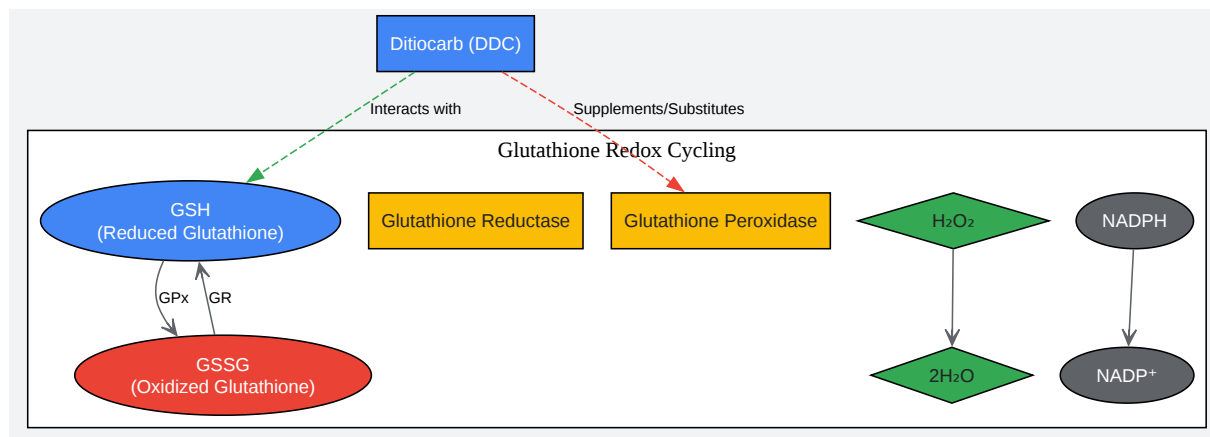 Ditiocarb (DDC)
Interacts with
Supplements/Substitutes
Glutathione Redox Cycling
GSH
(Reduced Glutathione)
Glutathione Reductase
Glutathione Peroxidase
H₂O₂
NADPH
GPx
GR
GSSG
(Oxidized Glutathione)
2H₂O
NADP⁺